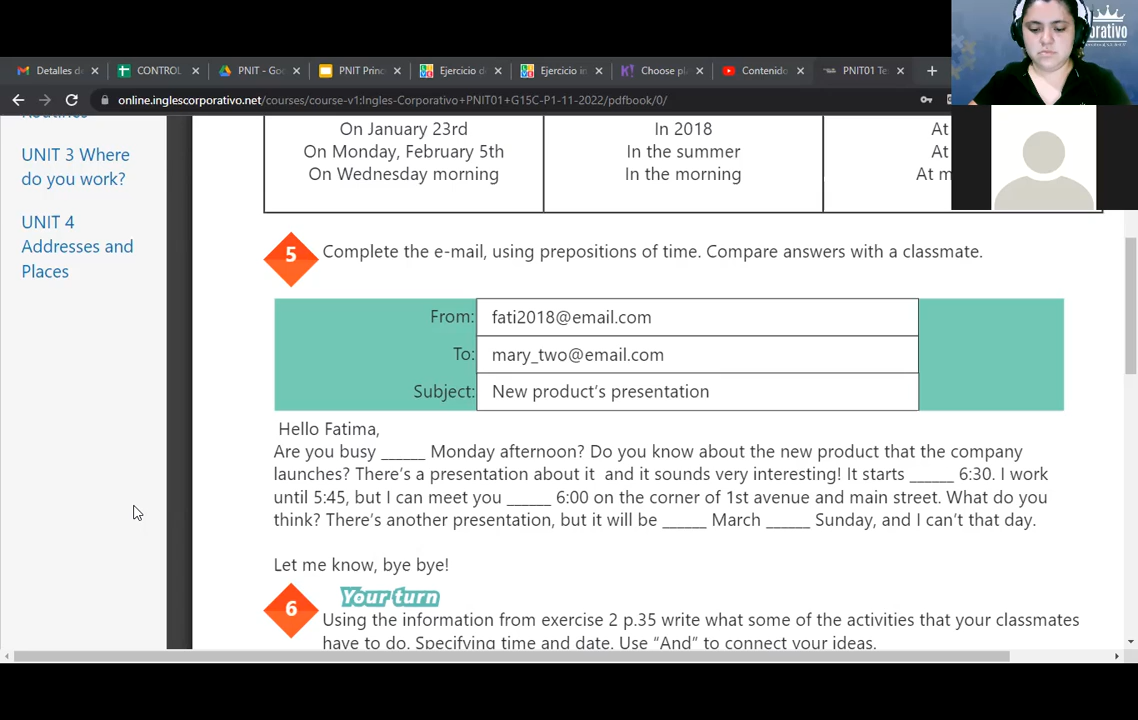 orporativo
Detalles d
CONTROL
PNIT - Go
PNIT Princ
Ejercicio d
Ejercicio i
Choose pl
Contenido
PNIT01 Te
online.inglescorporativo.net/courses/course-v1:Ingles-Corporativo+PNIT01+G15C-P1-11-2022/pdfbook/0/
Routines
UNIT 3 Where
do you work?
UNIT 4
Addresses and
Places
On January 23rd In 2018 At
On Monday, February 5th In the summer At
On Wednesday morning In the morning At m
5 Complete the e-mail, using prepositions of time. Compare answers with a classmate.
From: fati2018@email.com
To: mary_two@email.com
Subject: New product's presentation
Hello Fatima,
Are you busy ______ Monday afternoon? Do you know about the new product that the company
launches? There's a presentation about it and it sounds very interesting! It starts ______ 6:30. I work
until 5:45, but I can meet you ______ 6:00 on the corner of 1st avenue and main street. What do you
think? There's another presentation, but it will be ______ March ______ Sunday, and I can't that day.
Let me know, bye bye!
Your turn
6 Using the information from exercise 2 p.35 write what some of the activities that your classmates
have to do. Specifying time and date. Use “And” to connect your ideas.